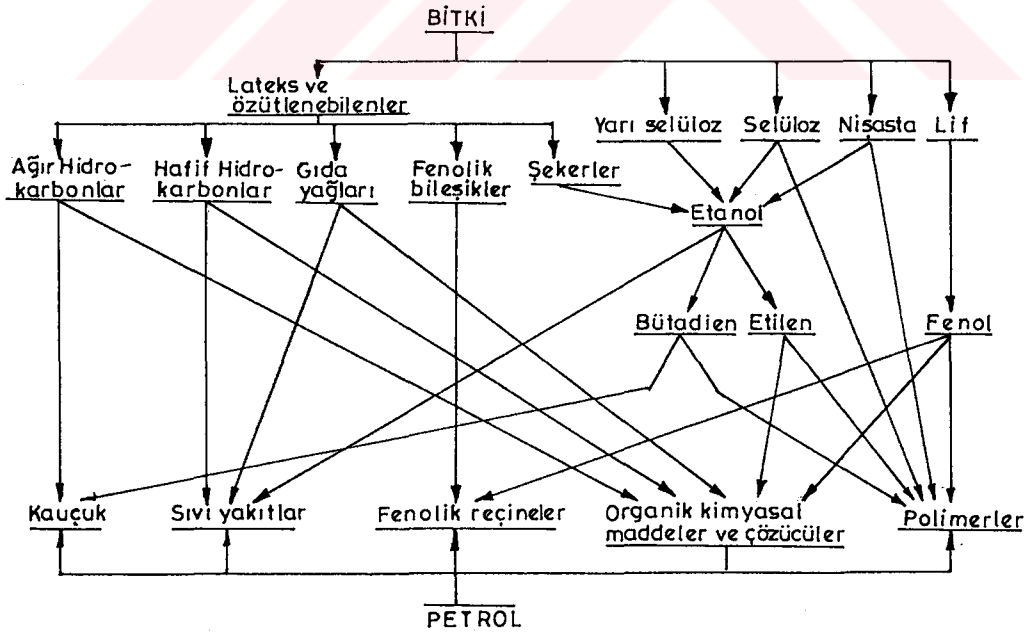 BİTKİ
Lateks ve
özütlenebilenler
Yarı selüloz
Selüloz
Nisasta
Lif
Ağır Hidro-
karbonlar
Hafif Hidro-
karbonlar
Gıda
yağları
Fenolik
bileşikler
Şekerler
Etanol
Bütadien
Etilen
Fenol
Kauçuk
Sıvı yakıtlar
Fenolik reçineler
Organik kimyasal
maddeler ve çözücüler
Polimerler
PETROL